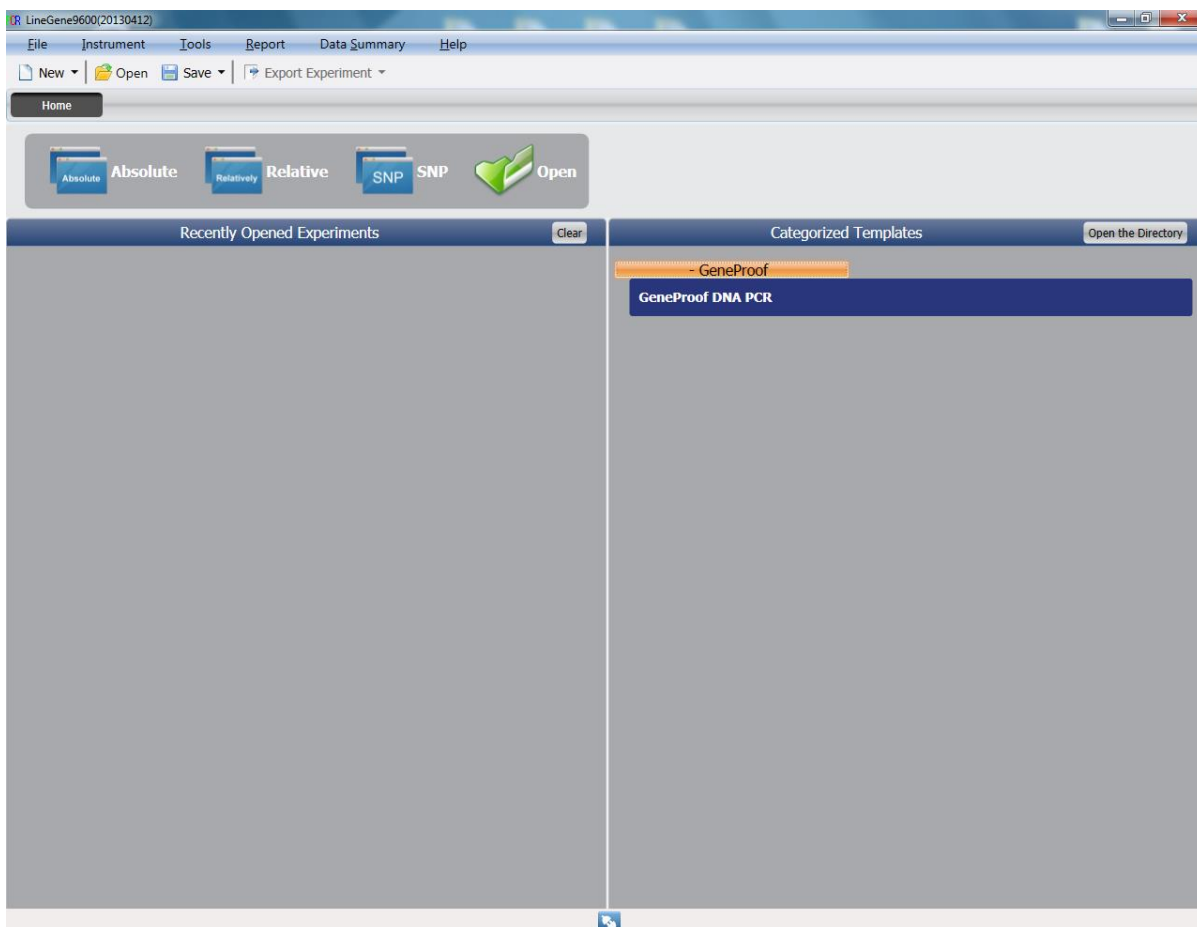 LineGene9600(20130412)
File Instrument Tools Report Data Summary Help
New Open Save Export Experiment
Home
Absolute Absolute Relatively Relative SNP SNP Open
Recently Opened Experiments Clear Categorized Templates Open the Directory
- GeneProof
GeneProof DNA PCR